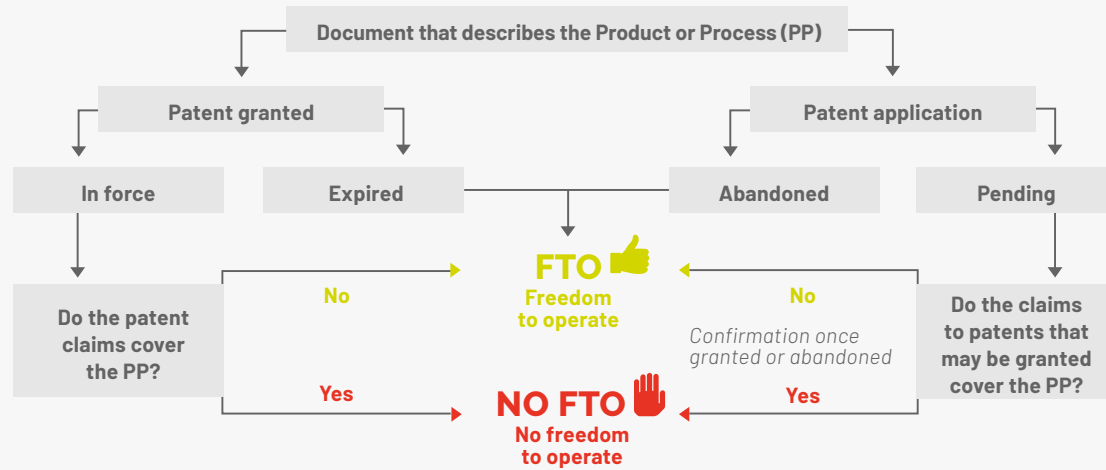 Document that describes the Product or Process (PP)
Patent granted
Patent application
In force
Expired
Abandoned
Pending
FTO
Freedom
to operate
No
No
Do the patent
claims cover
the PP?
Confirmation once
granted or abandoned
Do the claims
to patents that
may be granted
cover the PP?
Yes
Yes
NO FTO
No freedom
to operate